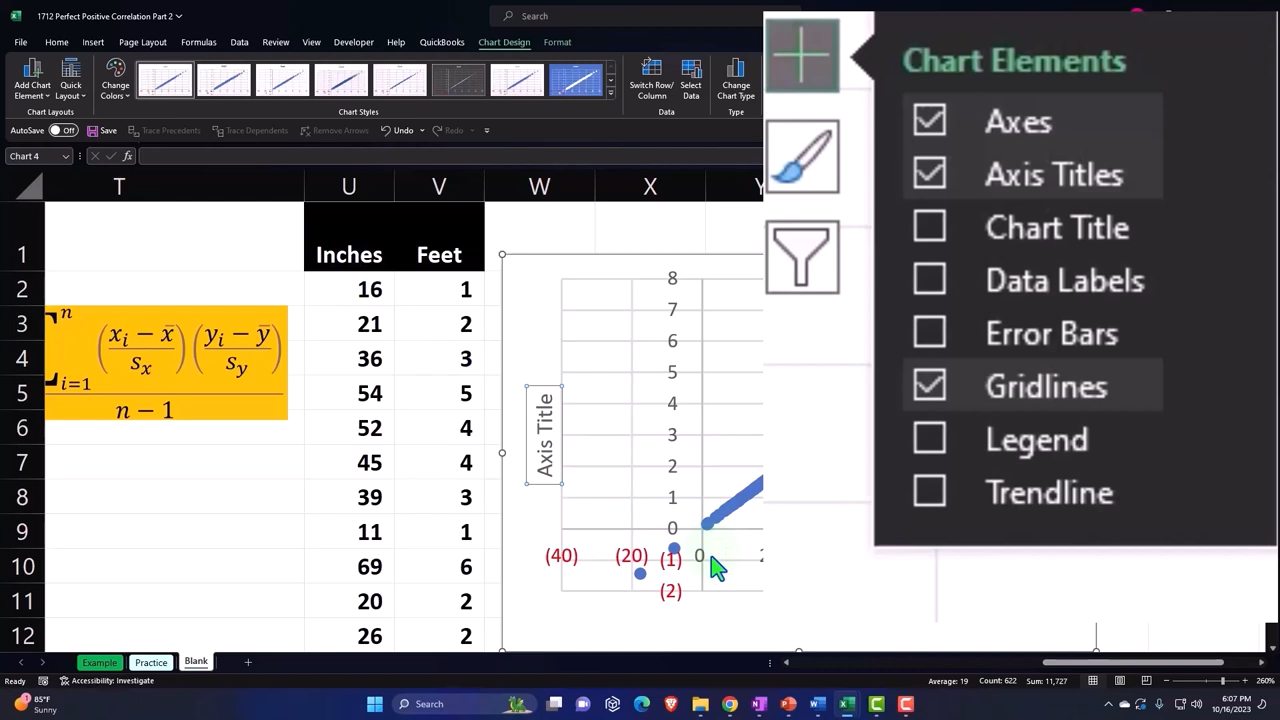 1712 Perfect Positive Correlation Part 2
Search
File Home Insert Page Layout Formulas Data Review View Developer Help QuickBooks Chart Design Format
Add Chart Element
Quick Layout
Change Colors
Switch Row/Column
Select Data
Change Chart Type
Chart Layouts
Chart Styles
Data
Type
AutoSave Off Save Trace Precedents Trace Dependents Remove Arrows Undo Redo
Chart 4
fx
T U V W X Y
1 Inches Feet
2 16 1
3 21 2
4 36 3
5 54 5
6 52 4
7 45 4
8 39 3
9 11 1
10 69 6
11 20 2
12 26 2
n
i=1
(xᵢ − x̄ / sₓ) (yᵢ − ȳ / s_y)
n − 1
Axis Title
8
7
6
5
4
3
2
1
0
(40) (20) (1) 0 2
(2)
Chart Elements
Axes
Axis Titles
Chart Title
Data Labels
Error Bars
Gridlines
Legend
Trendline
Example Practice Blank
Ready Accessibility: Investigate Average: 19 Count: 622 Sum: 11,727 260%
85°F
Sunny
Search
6:07 PM
10/16/2023